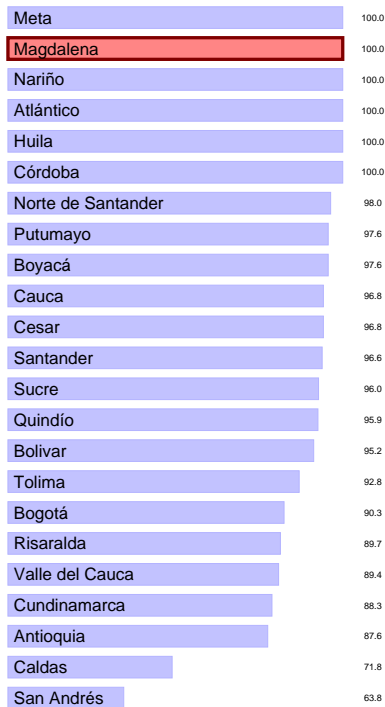 Meta 100.0
Magdalena 100.0
Nariño 100.0
Atlántico 100.0
Huila 100.0
Córdoba 100.0
Norte de Santander 98.0
Putumayo 97.6
Boyacá 97.6
Cauca 96.8
Cesar 96.8
Santander 96.6
Sucre 96.0
Quindío 95.9
Bolivar 95.2
Tolima 92.8
Bogotá 90.3
Risaralda 89.7
Valle del Cauca 89.4
Cundinamarca 88.3
Antioquia 87.6
Caldas 71.8
San Andrés 63.8